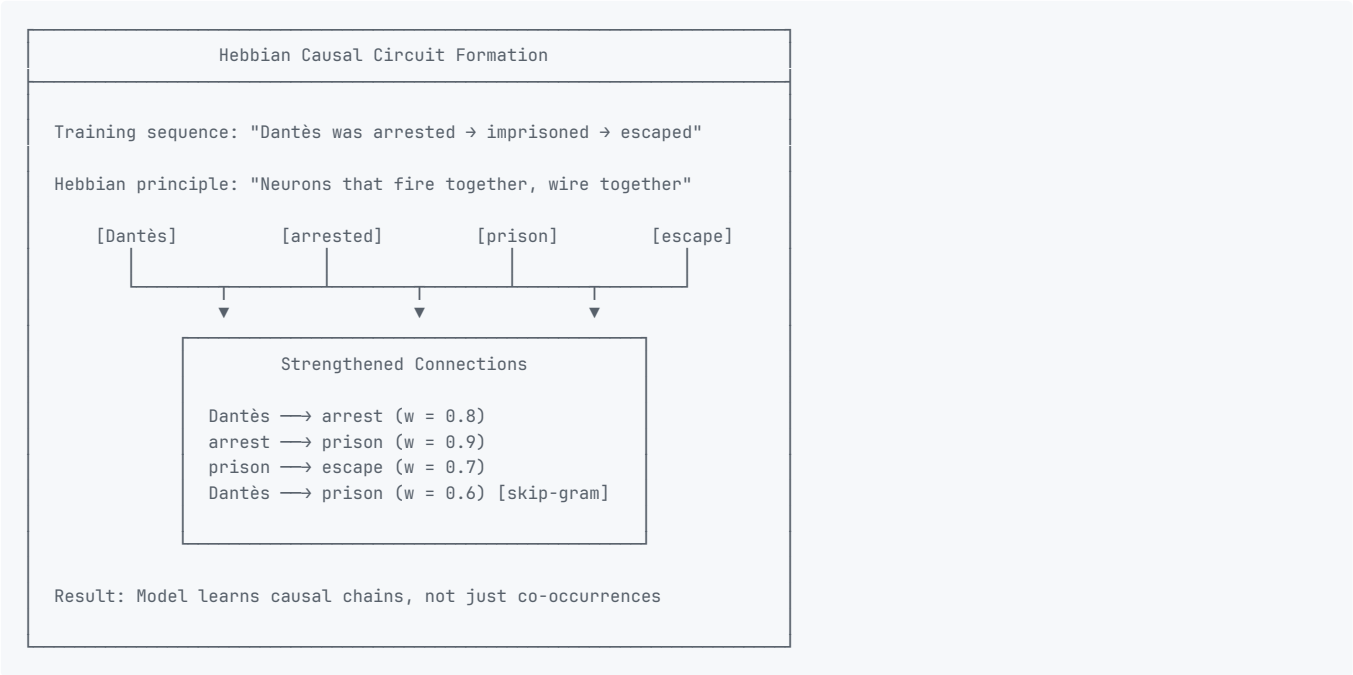 Hebbian Causal Circuit Formation
Training sequence: "Dantès was arrested → imprisoned → escaped"
Hebbian principle: "Neurons that fire together, wire together"
[Dantès] [arrested] [prison] [escape]
Strengthened Connections
Dantès ──→ arrest (w = 0.8)
arrest ──→ prison (w = 0.9)
prison ──→ escape (w = 0.7)
Dantès ──→ prison (w = 0.6) [skip-gram]
Result: Model learns causal chains, not just co-occurrences